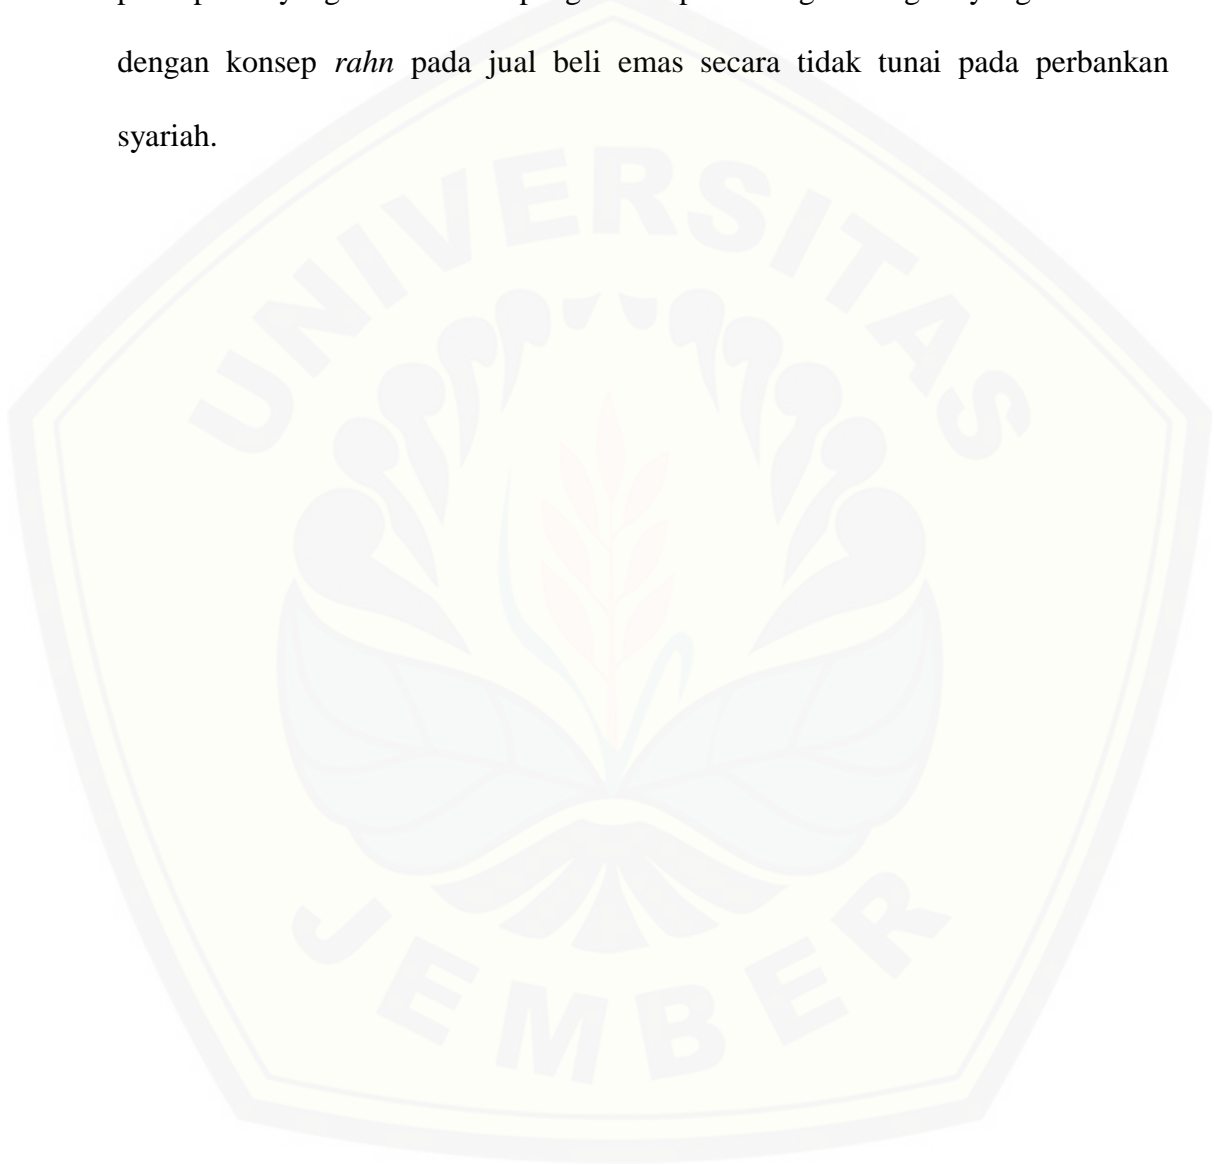 dengan konsep rahn pada jual beli emas secara tidak tunai pada perbankan
syariah.
UNIVERSITAS
JEMBER